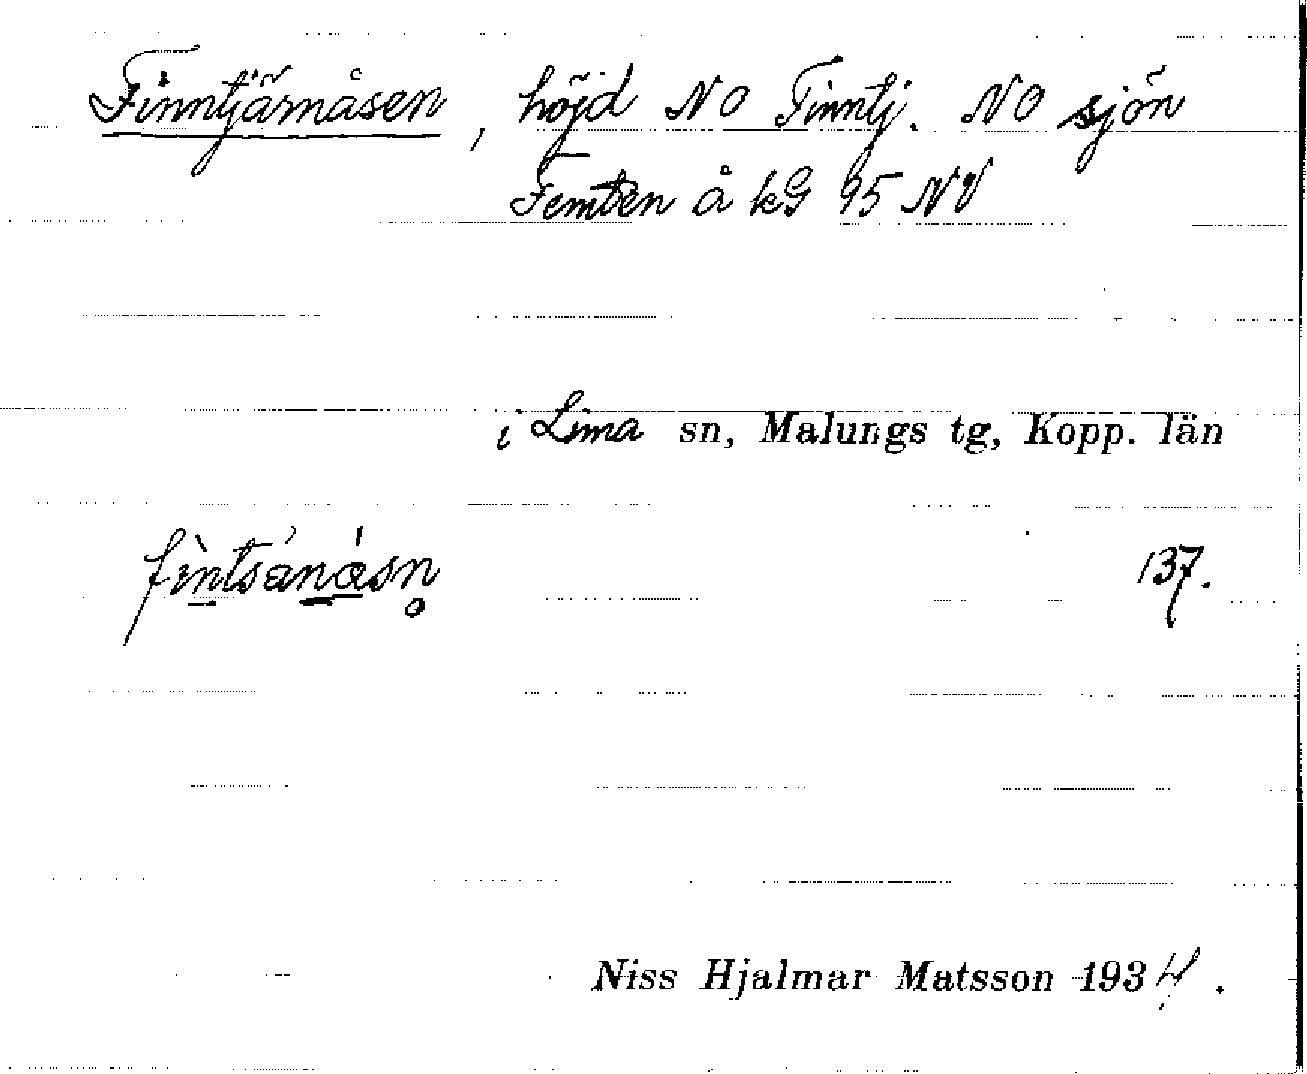 Finntjärnåsen, höjd NO Finntj. NO sjön
Femten å kG 95 NV
i Lima sn, Malungs tg, Kopp. län
137.
Niss Hjalmar Matsson 1934.